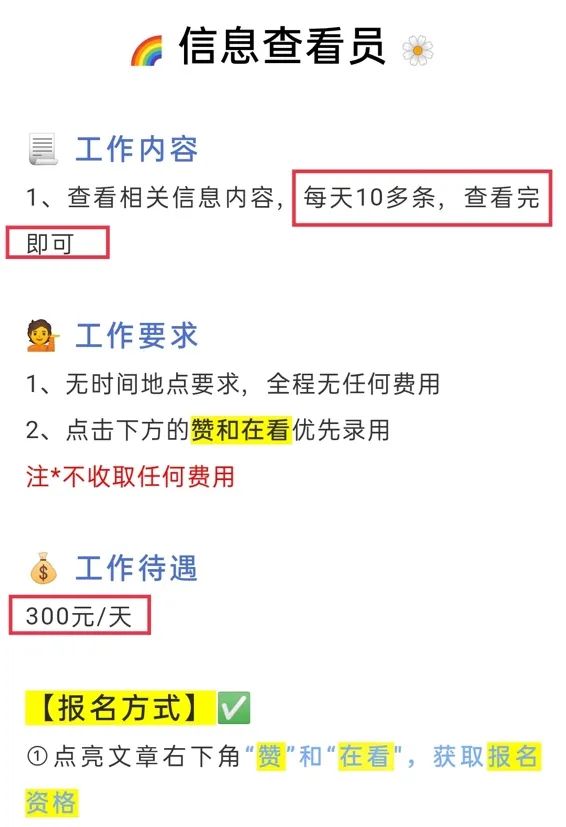 信息查看员
工作内容
1、查看相关信息内容，每天10多条，查看完
即可
工作要求
1、无时间地点要求，全程无任何费用
2、点击下方的赞和在看优先录用
注*不收取任何费用
工作待遇
300元/天
【报名方式】
①点亮文章右下角“赞”和“在看"，获取报名
资格